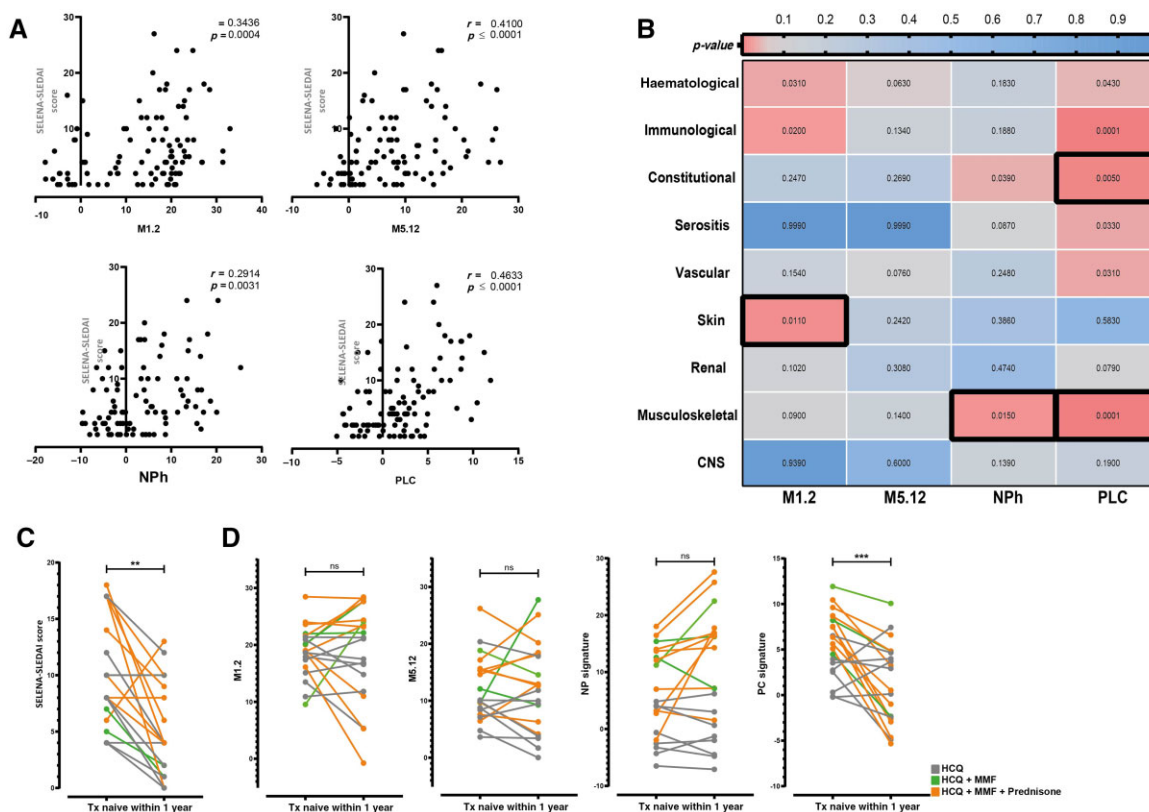 A
= 0.3436
p = 0.0004
SELENA-SLEDAI
score
30
20
10
-10 0 10 20 30 40
M1.2
r = 0.4100
p ≤ 0.0001
SELENA-SLEDAI
score
30
20
10
-10 0 10 20 30
M5.12
r = 0.2914
p = 0.0031
SELENA-SLEDAI
score
30
20
10
−20 −10 0 10 20 30
NPh
r = 0.4633
p ≤ 0.0001
SELENA-SLEDAI
score
30
20
10
−10 −5 0 5 10 15
PLC
B
0.1 0.2 0.3 0.4 0.5 0.6 0.7 0.8 0.9
p-value
Haematological 0.0310 0.0630 0.1830 0.0430
Immunological 0.0200 0.1340 0.1880 0.0001
Constitutional 0.2470 0.2690 0.0390 0.0050
Serositis 0.9990 0.9990 0.0870 0.0330
Vascular 0.1540 0.0760 0.2480 0.0310
Skin 0.0110 0.2420 0.3860 0.5830
Renal 0.1020 0.3080 0.4740 0.0790
Musculoskeletal 0.0900 0.1400 0.0150 0.0001
CNS 0.9390 0.6000 0.1390 0.1900
M1.2 M5.12 NPh PLC
C
SELENA-SLEDAI score
20
15
10
5
0
**
Tx naive within 1 year
D
M1.2
30
20
10
0
ns
Tx naive within 1 year
M5.12
30
20
10
0
ns
Tx naive within 1 year
NP signature
30
20
10
0
-10
ns
Tx naive within 1 year
PC signature
15
10
5
0
-5
-10
***
Tx naive within 1 year
HCQ
HCQ + MMF
HCQ + MMF + Prednisone